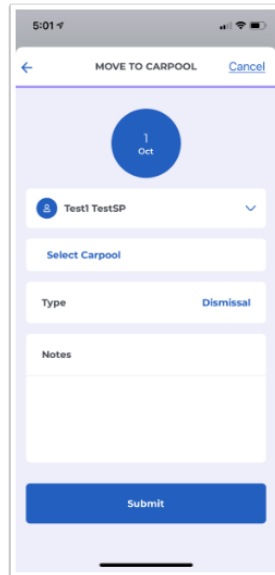 5:01
MOVE TO CARPOOL Cancel
1
Oct
Test1 TestSP
Select Carpool
Type Dismissal
Notes
Submit